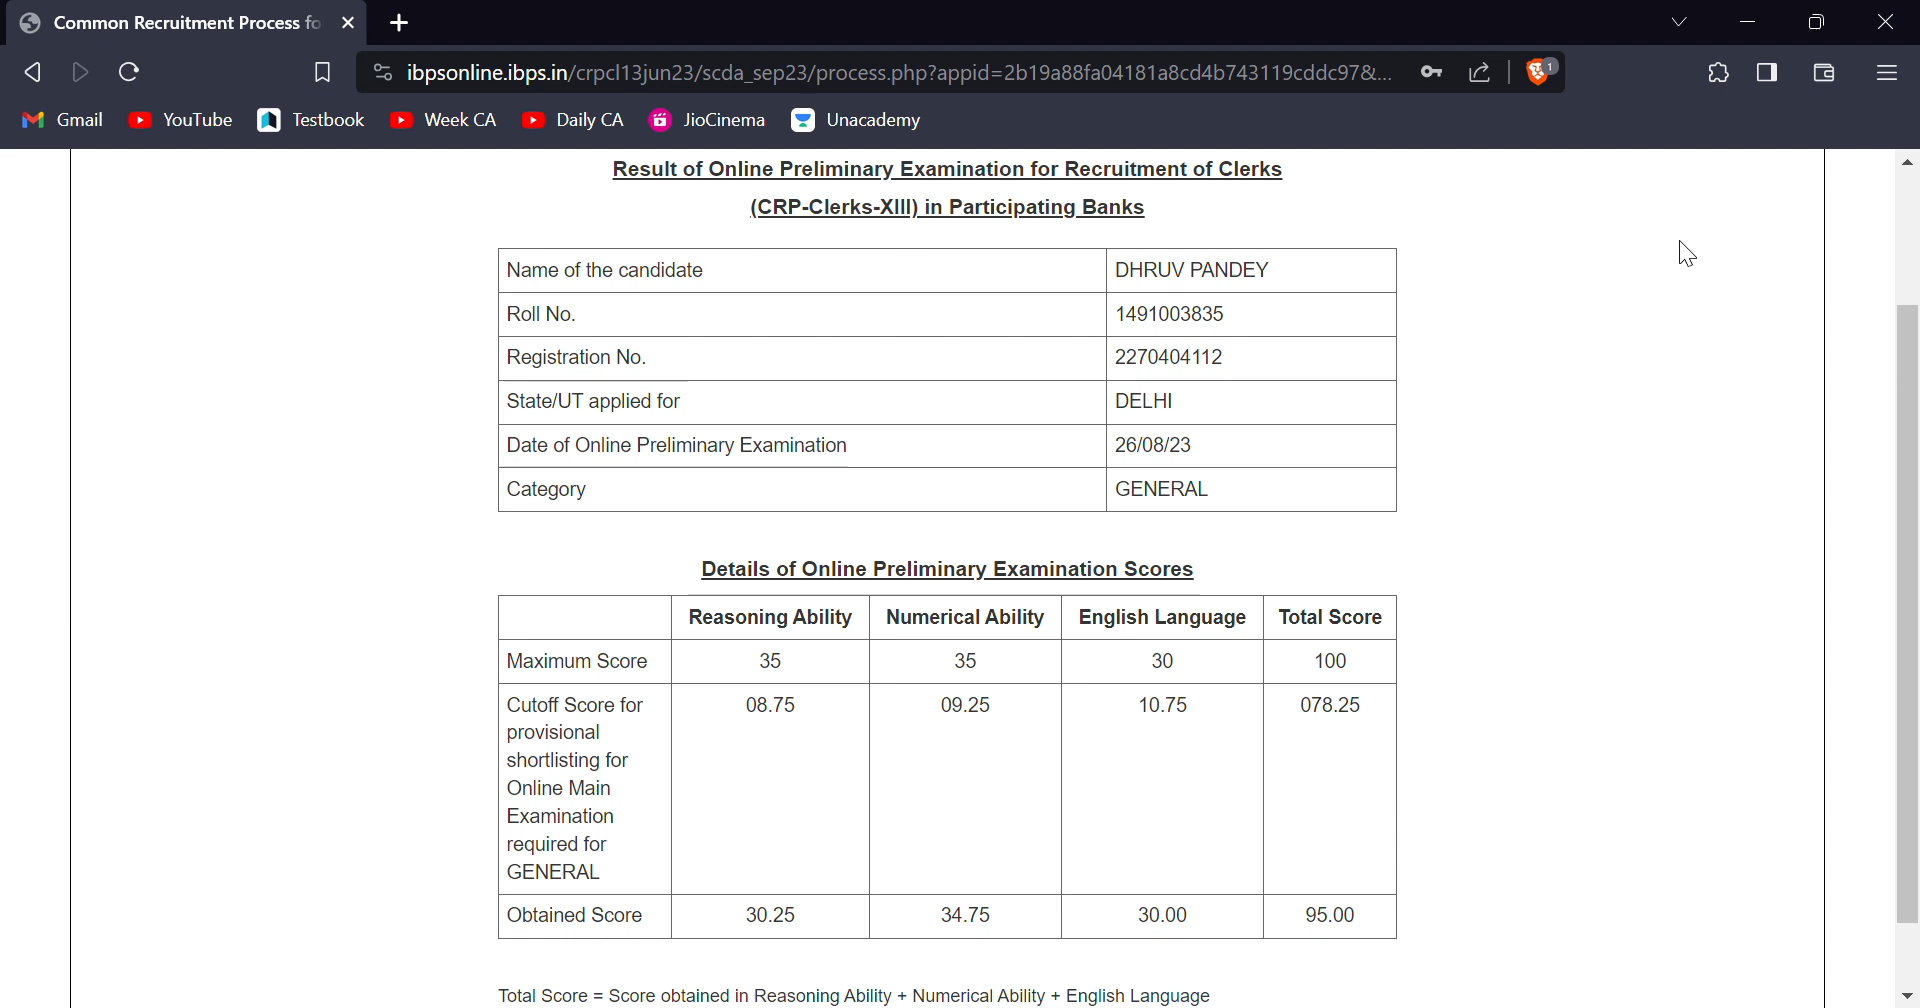 Common Recruitment Process fo
ibpsonline.ibps.in/crpcl13jun23/scda_sep23/process.php?appid=2b19a88fa04181a8cd4b743119cddc97&... 1
Gmail YouTube Testbook Week CA Daily CA JioCinema Unacademy
Result of Online Preliminary Examination for Recruitment of Clerks
(CRP-Clerks-XIII) in Participating Banks
Name of the candidate DHRUV PANDEY
Roll No. 1491003835
Registration No. 2270404112
State/UT applied for DELHI
Date of Online Preliminary Examination 26/08/23
Category GENERAL
Details of Online Preliminary Examination Scores
Reasoning Ability Numerical Ability English Language Total Score
Maximum Score 35 35 30 100
Cutoff Score for 08.75 09.25 10.75 078.25
provisional
shortlisting for
Online Main
Examination
required for
GENERAL
Obtained Score 30.25 34.75 30.00 95.00
Total Score = Score obtained in Reasoning Ability + Numerical Ability + English Language